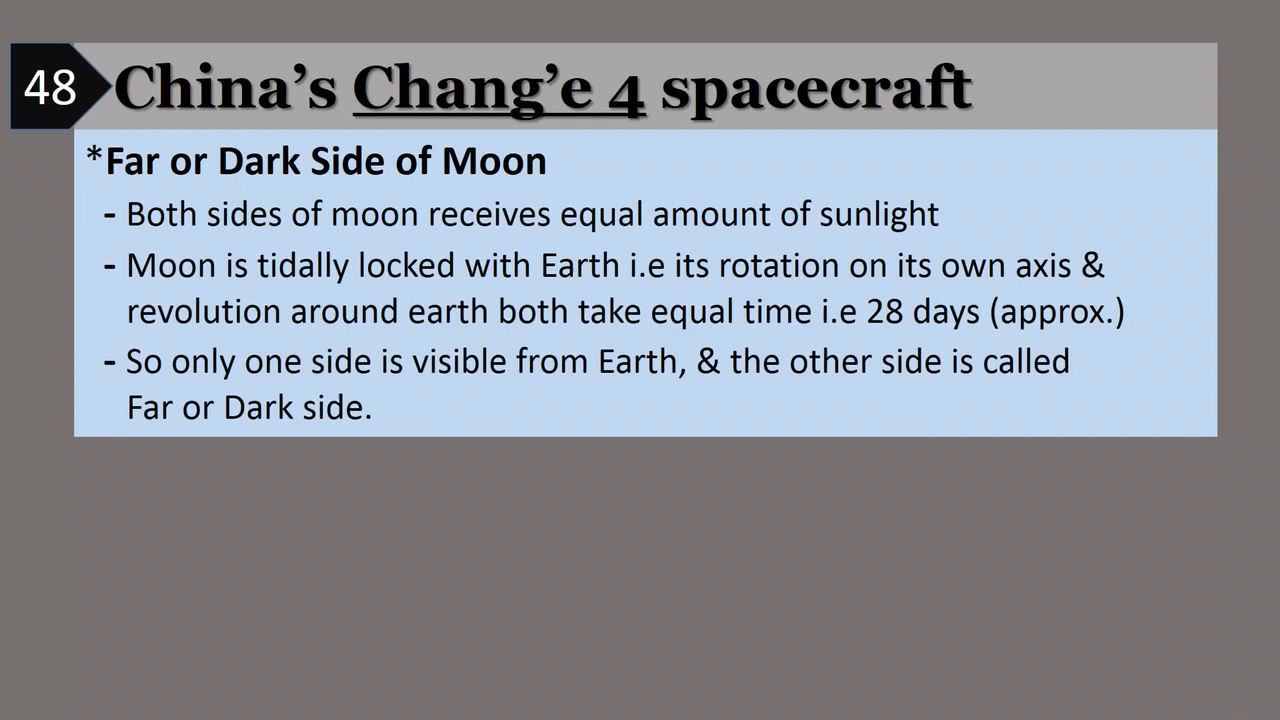 48
China’s Chang’e 4 spacecraft
*Far or Dark Side of Moon
- Both sides of moon receives equal amount of sunlight
- Moon is tidally locked with Earth i.e its rotation on its own axis &
revolution around earth both take equal time i.e 28 days (approx.)
- So only one side is visible from Earth, & the other side is called
Far or Dark side.